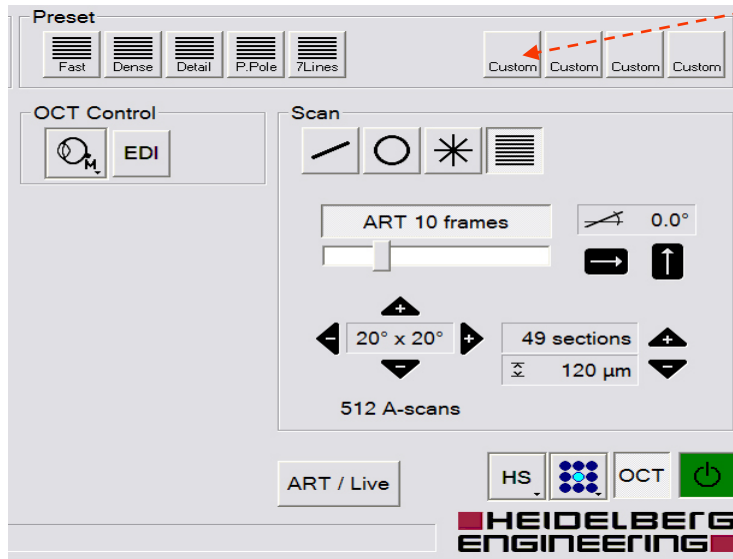 Preset
Fast Dense Detail P.Pole 7Lines Custom Custom Custom Custom
OCT Control
Scan
M EDI
ART 10 frames 0.0°
20° x 20° 49 sections
120 µm
512 A-scans
ART / Live HS OCT
HEIDELBERG
ENGINEERING